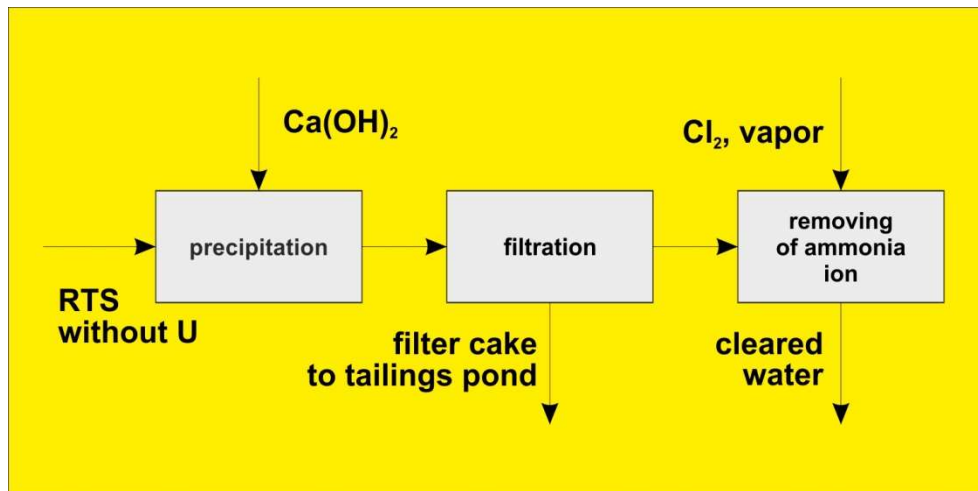 Ca(OH)₂
Cl₂, vapor
precipitation
filtration
removing
of ammonia
ion
RTS
without U
filter cake
to tailings pond
cleared
water